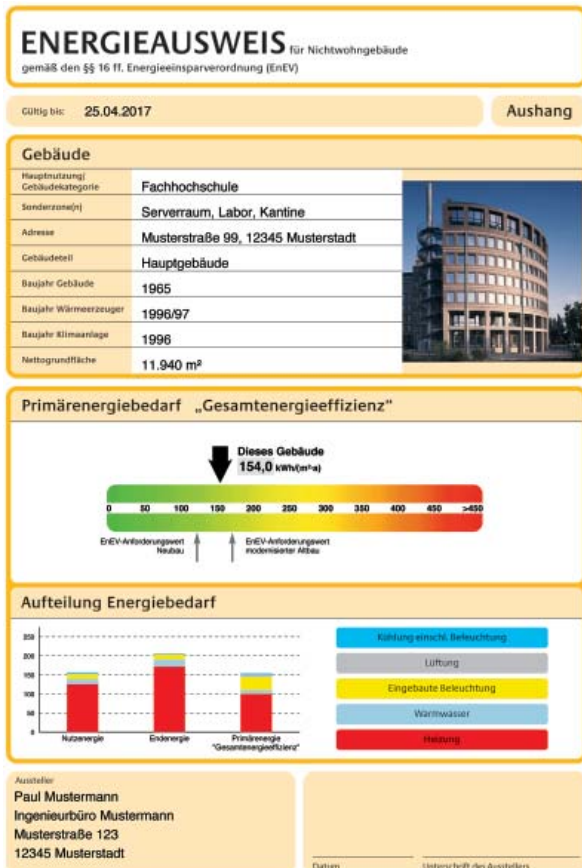 ENERGIEAUSWEIS für Nichtwohngebäude
gemäß den §§ 16 ff. Energieeinsparverordnung (EnEV)
Gültig bis: 25.04.2017
Aushang
Gebäude
Hauptnutzung/
Gebäudekategorie
Fachhochschule
Sonderzone(n)
Serverraum, Labor, Kantine
Adresse
Musterstraße 99, 12345 Musterstadt
Gebäudeteil
Hauptgebäude
Baujahr Gebäude
1965
Baujahr Wärmeerzeuger
1996/97
Baujahr Klimaanlage
1996
Nettogrundfläche
11.940 m²
Primärenergiebedarf „Gesamtenergieeffizienz"
Dieses Gebäude
154,0 kWh/(m²·a)
0 50 100 150 200 250 300 350 400 450 >450
EnEV-Anforderungswert
Neubau
EnEV-Anforderungswert
modernisierter Altbau
Aufteilung Energiebedarf
250
200
150
100
50
0
Nutzenergie
Endenergie
Primärenergie
"Gesamtenergieeffizienz"
Kühlung einschl. Befeuchtung
Lüftung
Eingebaute Beleuchtung
Warmwasser
Heizung
Aussteller
Paul Mustermann
Ingenieurbüro Mustermann
Musterstraße 123
12345 Musterstadt
Datum
Unterschrift des Ausstellers